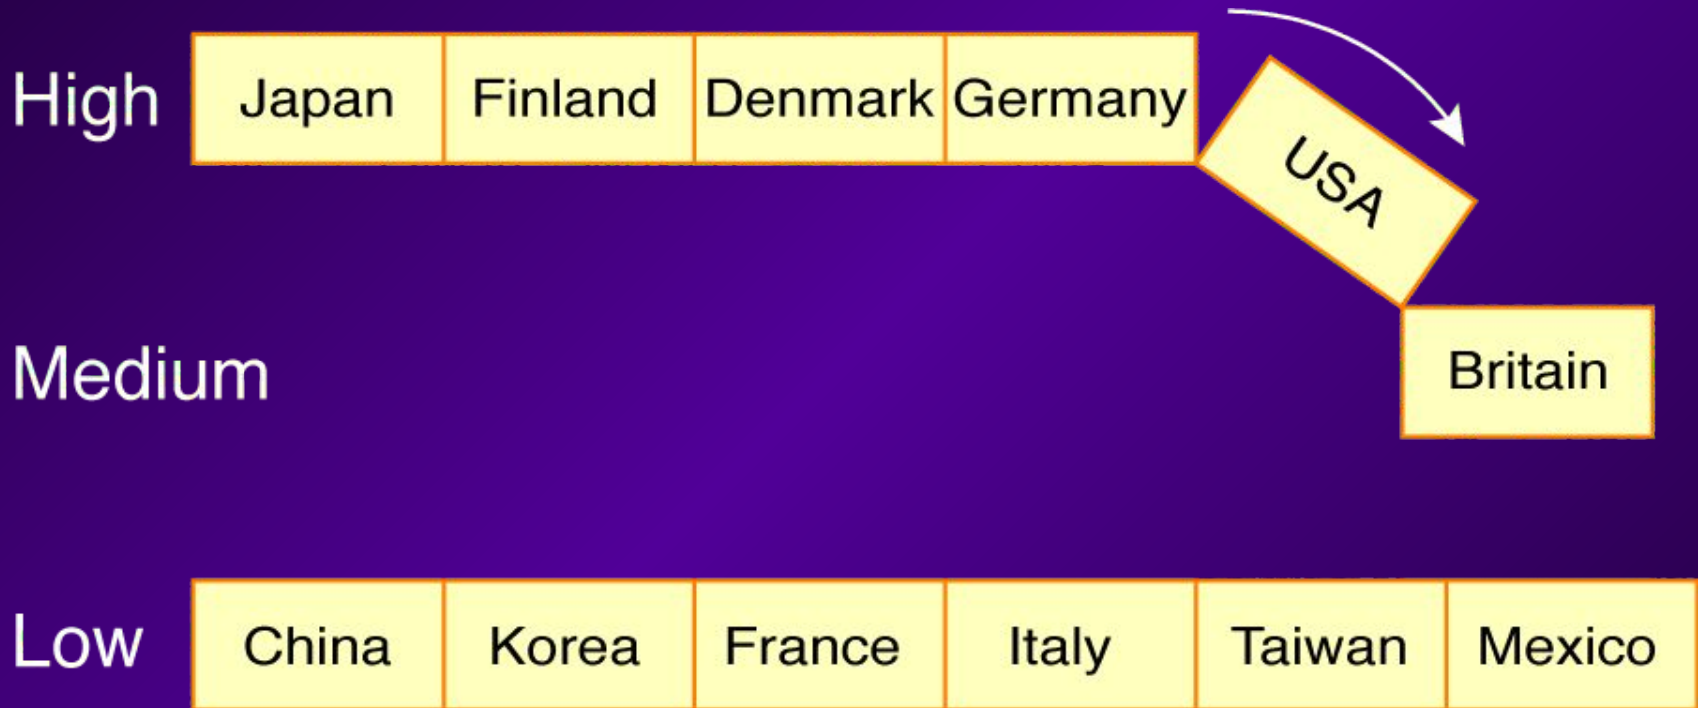 High Japan Finland Denmark Germany
USA
Medium Britain
Low China Korea France Italy Taiwan Mexico